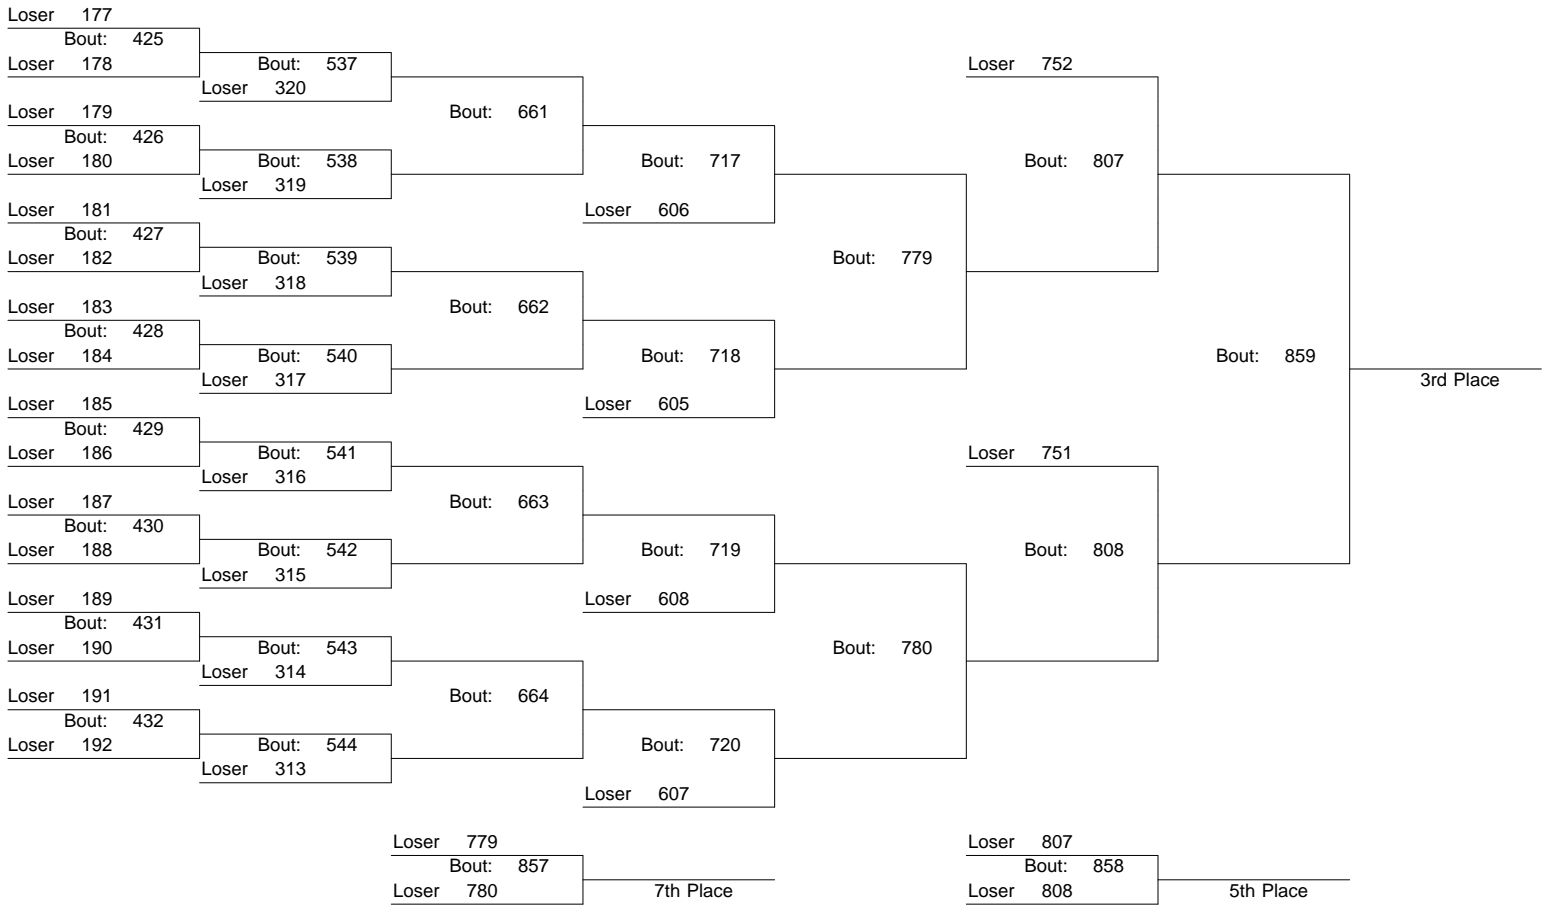 Loser 177
Bout: 425
Loser 178 Bout: 537 Loser 752
Loser 320
Loser 179 Bout: 661
Bout: 426
Loser 180 Bout: 538 Bout: 717 Bout: 807
Loser 319
Loser 181 Loser 606
Bout: 427
Loser 182 Bout: 539 Bout: 779
Loser 318
Loser 183 Bout: 662
Bout: 428
Loser 184 Bout: 540 Bout: 718 Bout: 859
Loser 317 3rd Place
Loser 185 Loser 605
Bout: 429
Loser 186 Bout: 541 Loser 751
Loser 316
Loser 187 Bout: 663
Bout: 430
Loser 188 Bout: 542 Bout: 719 Bout: 808
Loser 315
Loser 189 Loser 608
Bout: 431
Loser 190 Bout: 543 Bout: 780
Loser 314
Loser 191 Bout: 664
Bout: 432
Loser 192 Bout: 544 Bout: 720
Loser 313
Loser 607
Loser 779 Loser 807
Bout: 857 Bout: 858
Loser 780 7th Place Loser 808 5th Place